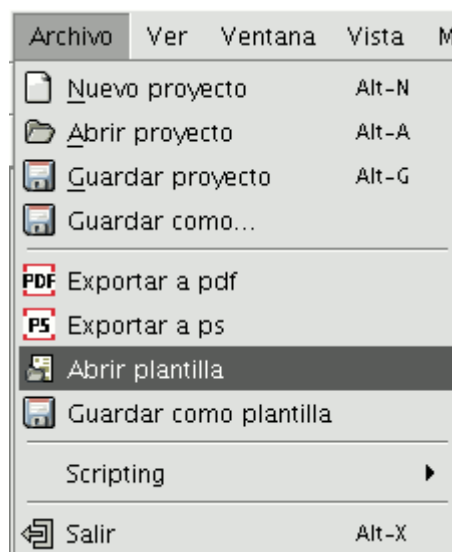 Archivo Ver Ventana Vista
Nuevo proyecto Alt-N
Abrir proyecto Alt-A
Guardar proyecto Alt-G
Guardar como...
PDF Exportar a pdf
PS Exportar a ps
Abrir plantilla
Guardar como plantilla
Scripting
Salir Alt-X